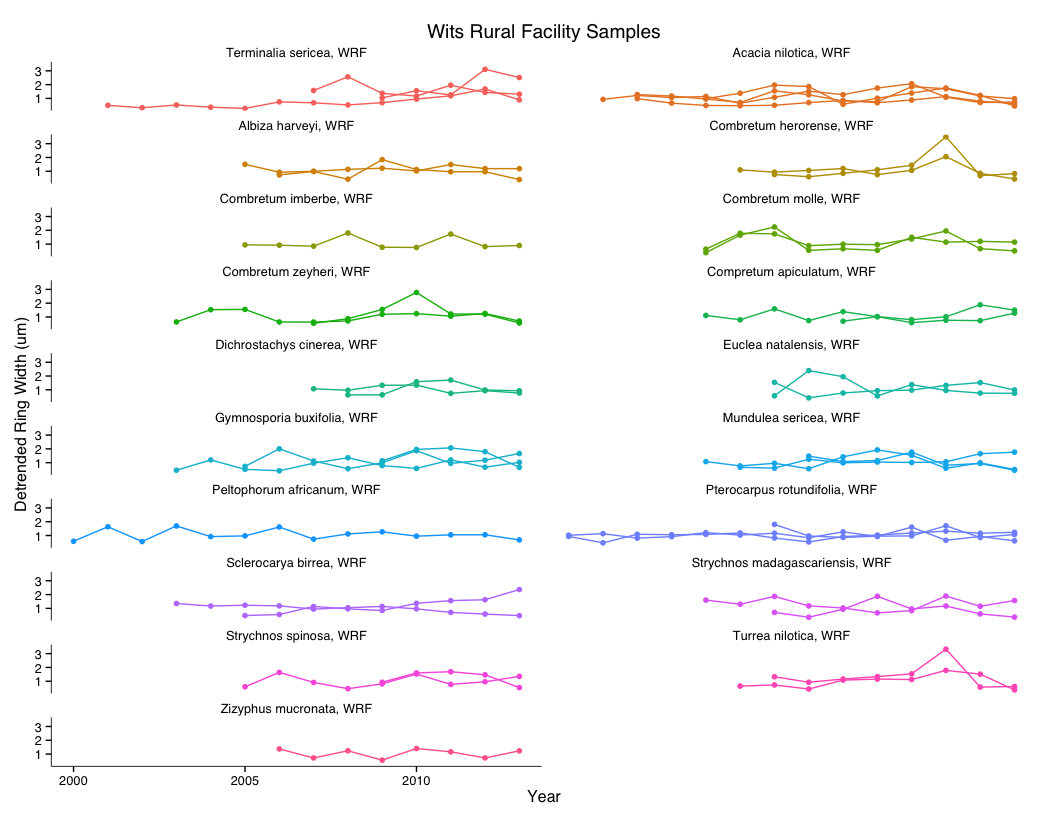 Wits Rural Facility Samples
Terminalia sericea, WRF
Acacia nilotica, WRF
3
2
1
Albiza harveyi, WRF
Combretum herorense, WRF
3
2
1
Combretum imberbe, WRF
Combretum molle, WRF
3
2
1
Combretum zeyheri, WRF
Compretum apiculatum, WRF
3
2
1
Dichrostachys cinerea, WRF
Euclea natalensis, WRF
3
2
1
Gymnosporia buxifolia, WRF
Mundulea sericea, WRF
3
2
1
Peltophorum africanum, WRF
Pterocarpus rotundifolia, WRF
3
2
1
Sclerocarya birrea, WRF
Strychnos madagascariensis, WRF
3
2
1
Strychnos spinosa, WRF
Turrea nilotica, WRF
3
2
1
Zizyphus mucronata, WRF
3
2
1
2000 2005 2010
Year
Detrended Ring Width (um)